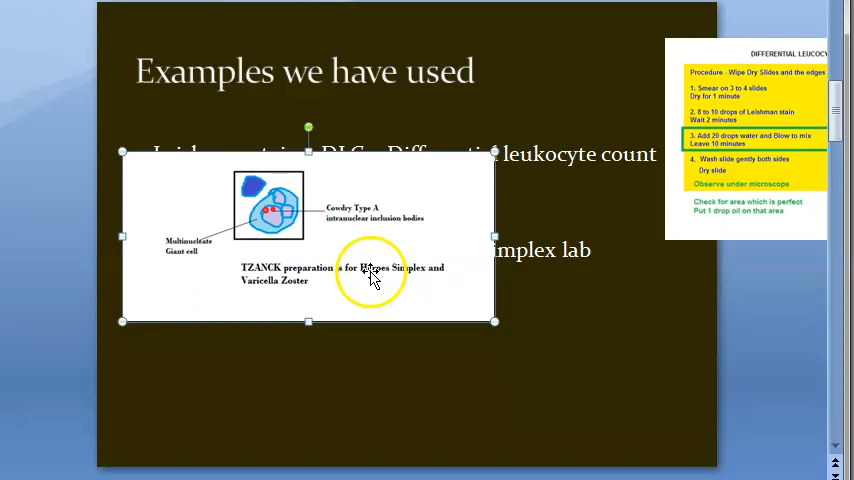 Examples we have used
leukocyte count
simplex lab
Cowdry Type A
intranuclear inclusion bodies
Multinucleate
Giant cell
TZANCK preparation is for Herpes Simplex and
Varicella Zoster
DIFFERENTIAL LEUCOCY
Procedure - Wipe Dry Slides and the edges
1. Smear on 3 to 4 slides
Dry for 1 minute
2. 8 to 10 drops of Leishman stain
Wait 2 minutes
3. Add 20 drops water and Blow to mix
Leave 10 minutes
4. Wash slide gently both sides
Dry slide
Observe under microscope
Check for area which is perfect
Put 1 drop oil on that area